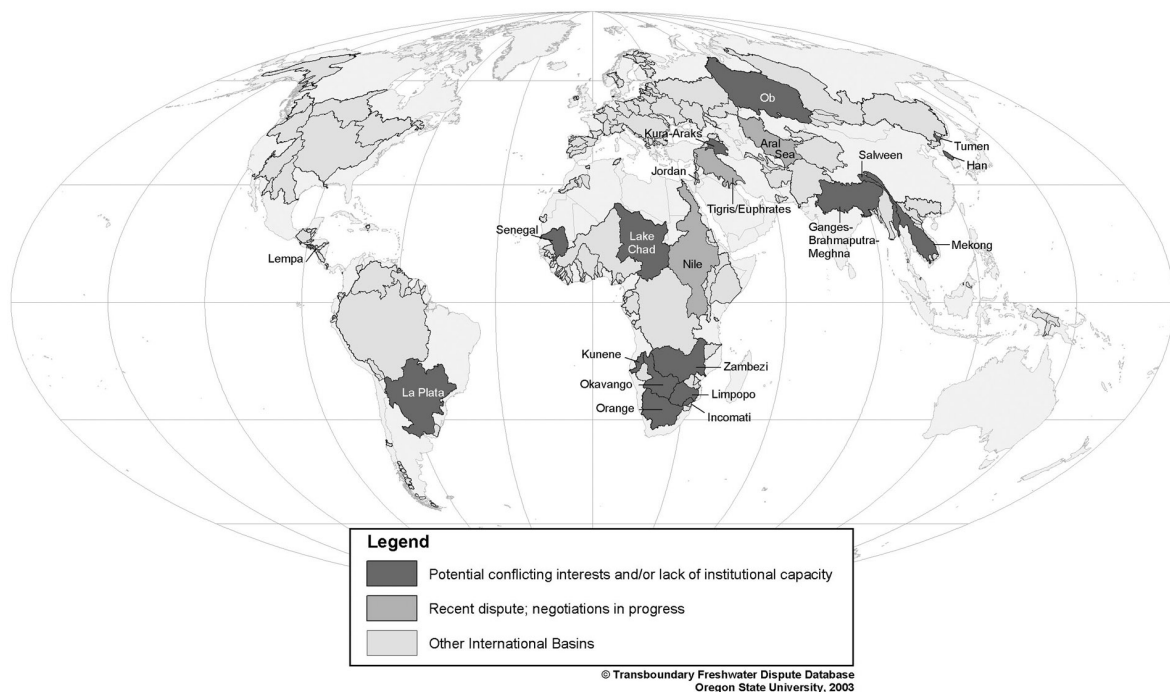 Ob
Kura-Araks
Aral
Sea
Tumen
Han
Salween
Jordan
Tigris/Euphrates
Ganges-
Brahmaputra-
Meghna
Mekong
Senegal
Lake
Chad
Nile
Lempa
Kunene
Zambezi
Okavango
La Plata
Limpopo
Orange
Incomati
Legend
Potential conflicting interests and/or lack of institutional capacity
Recent dispute; negotiations in progress
Other International Basins
© Transboundary Freshwater Dispute Database
Oregon State University, 2003